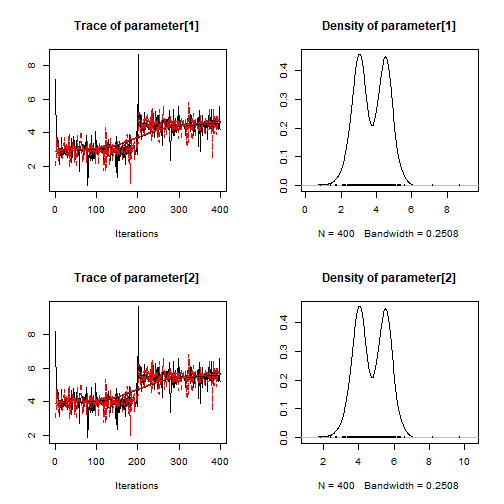 Trace of parameter[1]
8
6
4
2
0 100 200 300 400
Iterations
Density of parameter[1]
0.4
0.3
0.2
0.1
0.0
0 2 4 6 8
N = 400 Bandwidth = 0.2508
Trace of parameter[2]
8
6
4
2
0 100 200 300 400
Iterations
Density of parameter[2]
0.4
0.3
0.2
0.1
0.0
2 4 6 8 10
N = 400 Bandwidth = 0.2508